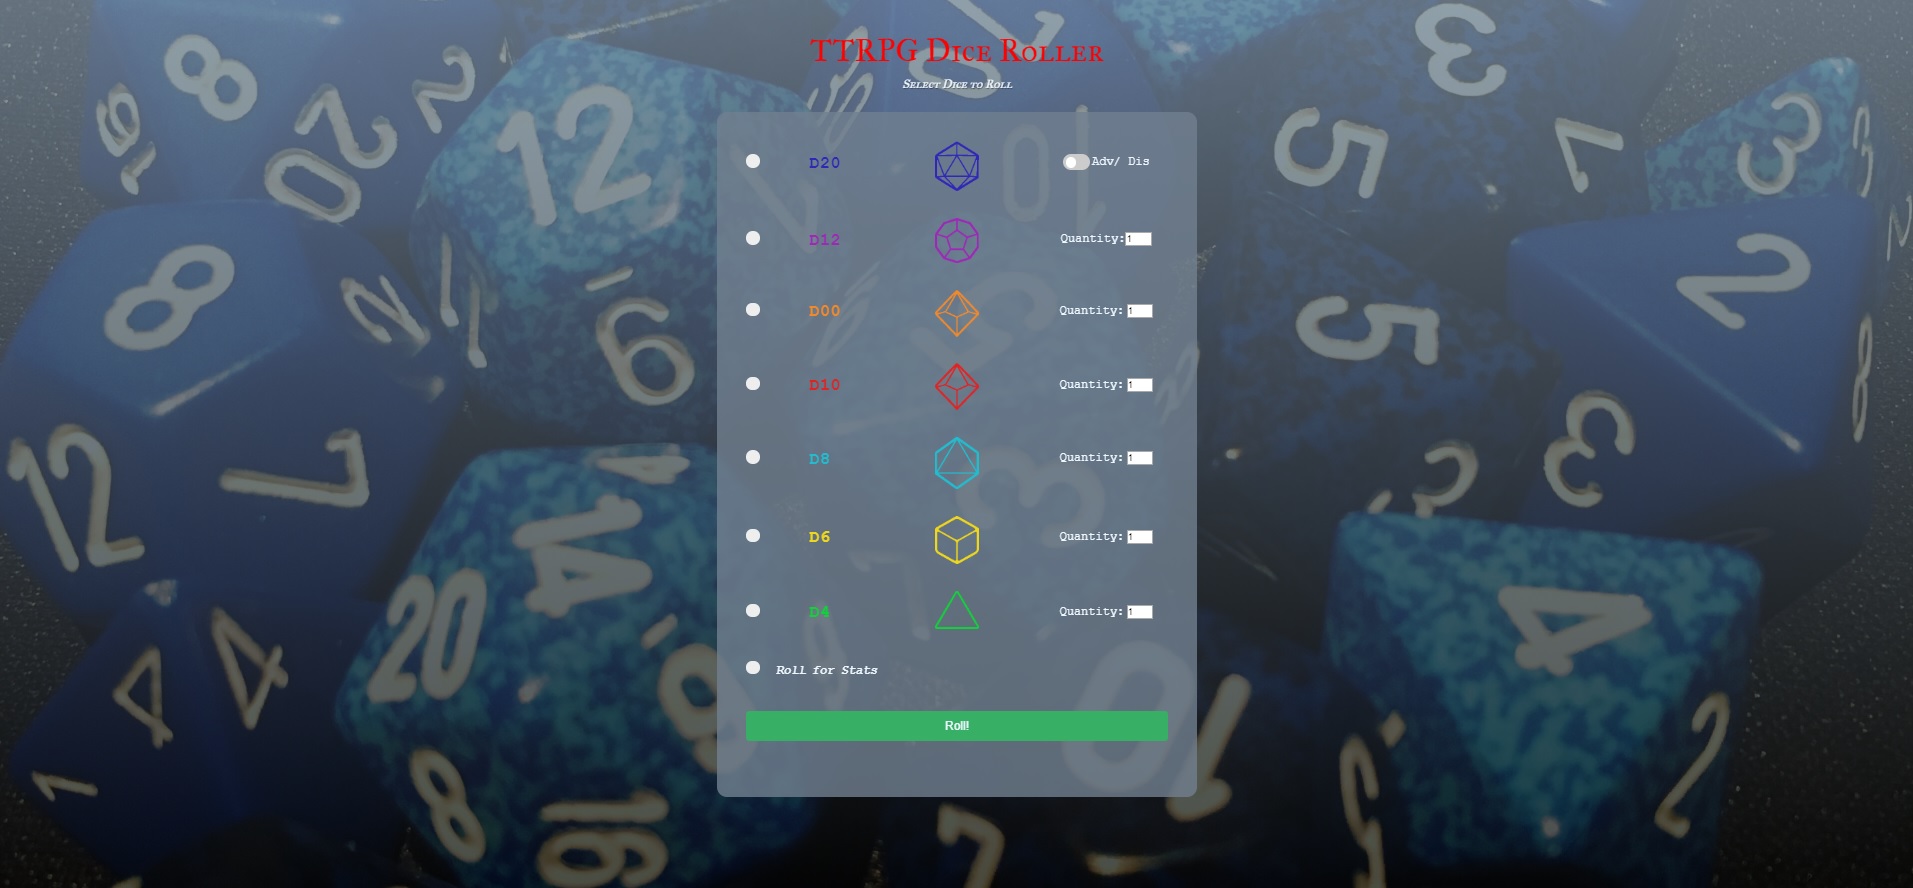 TTRPG Dice Roller
Select Dice to Roll
D20 Adv/ Dis
D12 Quantity: 1
D00 Quantity: 1
D10 Quantity: 1
D8 Quantity: 1
D6 Quantity: 1
D4 Quantity: 1
Roll for Stats
Roll!